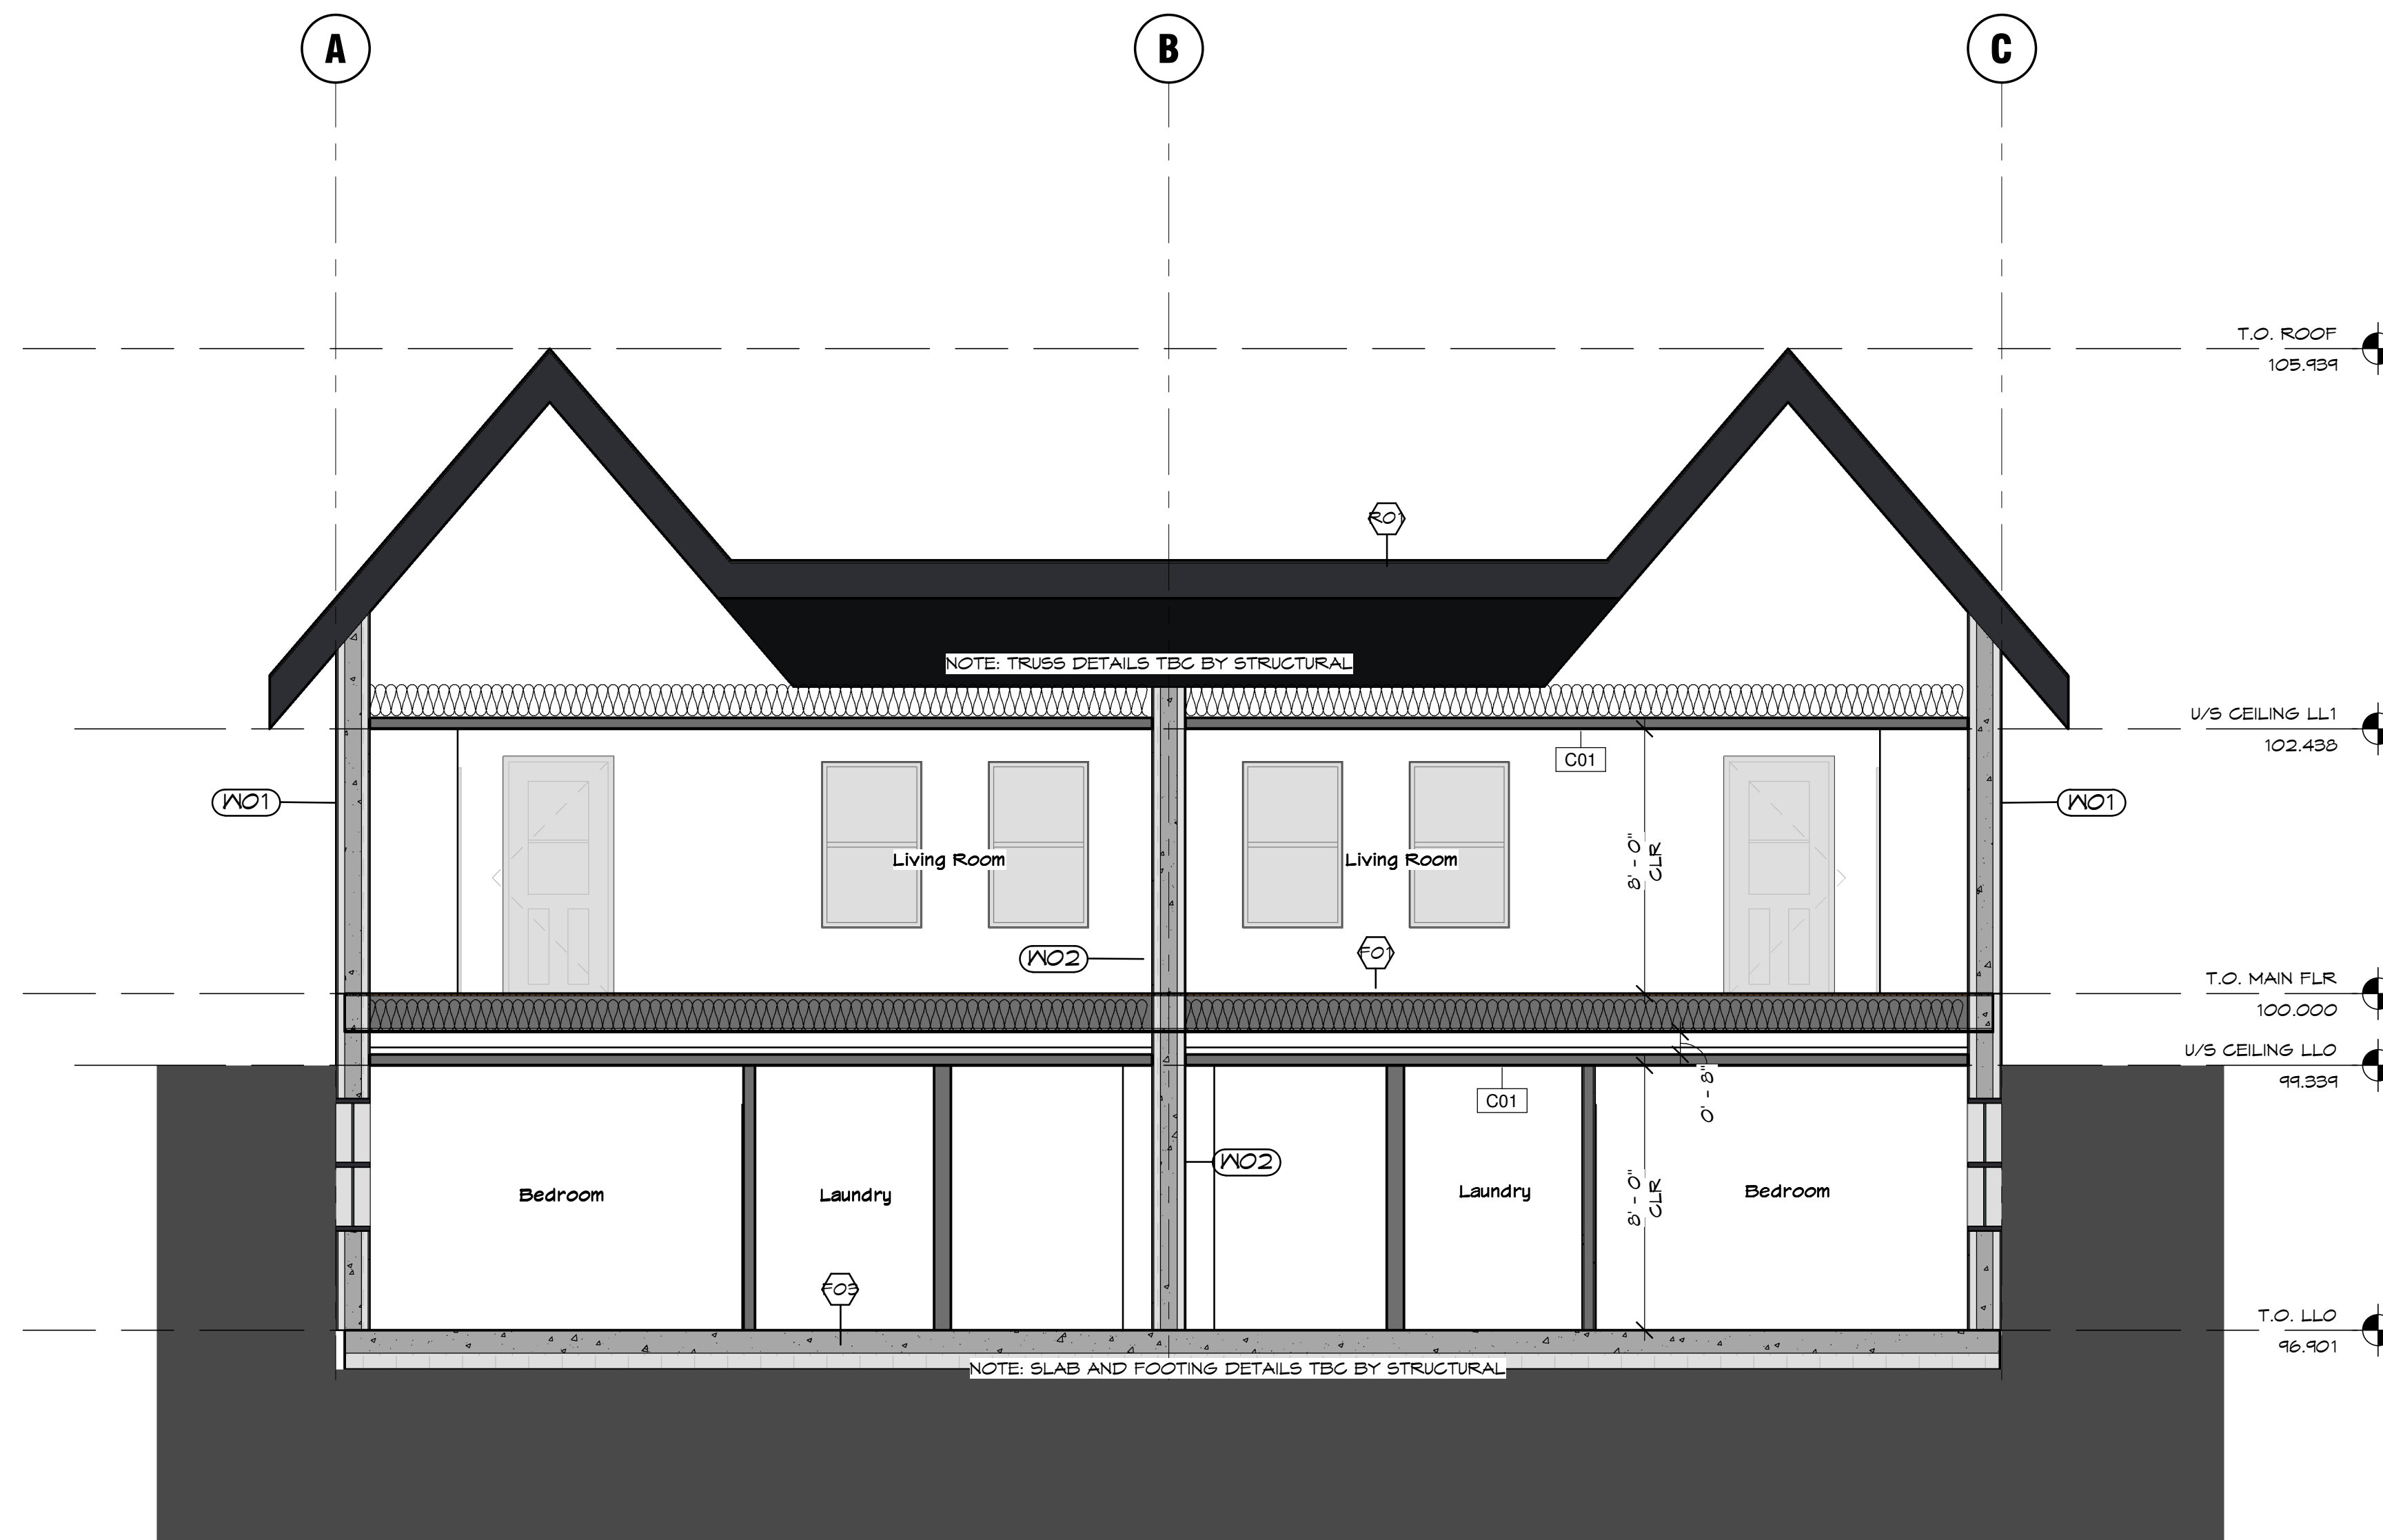 A
B
C
T.O. ROOF
105.939
R01
NOTE: TRUSS DETAILS TBC BY STRUCTURAL
U/S CEILING LL1
102.438
C01
W01
W01
8' - 0"
CLR
Living Room
Living Room
W02
F01
T.O. MAIN FLR
100.000
U/S CEILING LL0
99.339
C01
0' - 8"
W02
Bedroom
Laundry
Laundry
8' - 0"
CLR
Bedroom
F03
T.O. LL0
96.901
NOTE: SLAB AND FOOTING DETAILS TBC BY STRUCTURAL